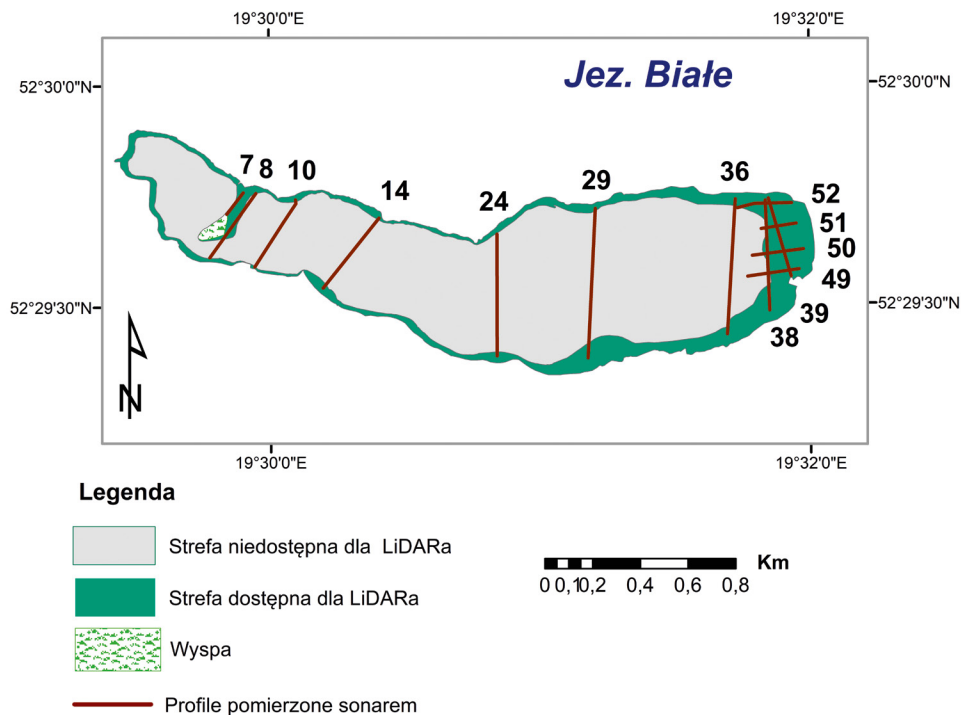 19°30'0"E 19°32'0"E
Jez. Białe
52°30'0"N 52°30'0"N
7 8 10 14 24 29 36 52
51
50
49
39
38
52°29'30"N 52°29'30"N
N
19°30'0"E 19°32'0"E
Legenda
Strefa niedostępna dla LiDARa
Strefa dostępna dla LiDARa
Wyspa
Profile pomierzone sonarem
Km
0 0,1 0,2 0,4 0,6 0,8